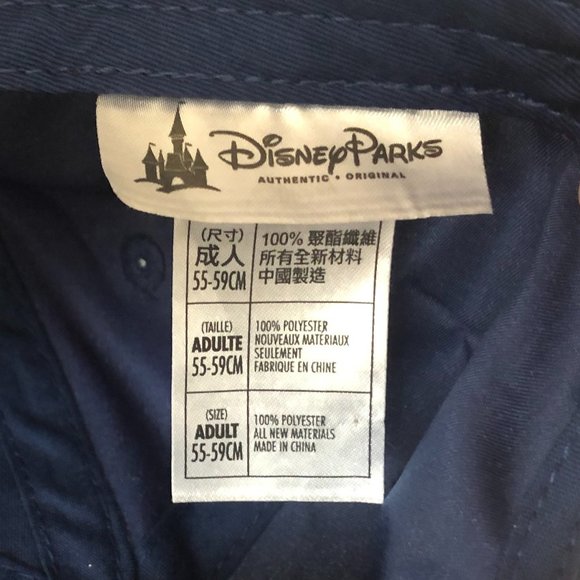 Disney Parks
AUTHENTIC • ORIGINAL
(尺寸)
成人
55-59CM
100% 聚酯纖維
所有全新材料
中國製造
(TAILLE)
ADULTE
55-59CM
100% POLYESTER
NOUVEAUX MATERIAUX
SEULEMENT
FABRIQUE EN CHINE
(SIZE)
ADULT
55-59CM
100% POLYESTER
ALL NEW MATERIALS
MADE IN CHINA